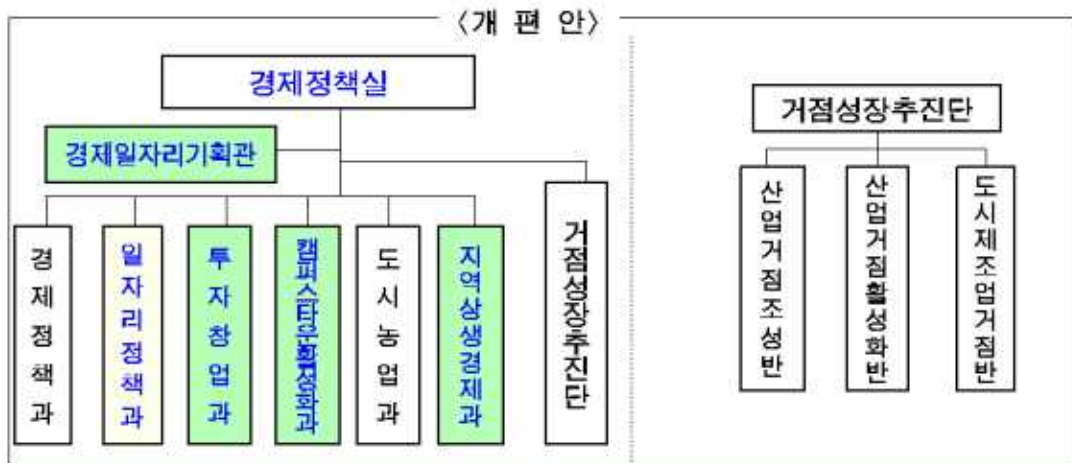 〈개 편 안〉
경제정책실
경제일자리기획관
경제정책과
일자리정책과
투자창업과
캠퍼스타운활성화과
도시농업과
지역상생경제과
거점성장추진단
거점성장추진단
산업거점조성반
산업거점활성화반
도시제조업거점반